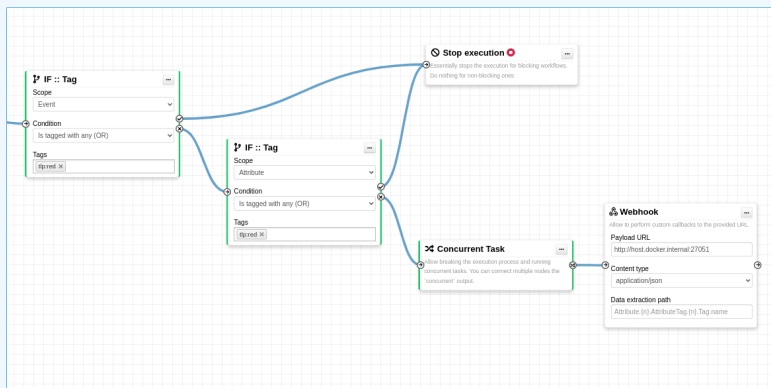 IF :: Tag
...
Scope
Event
Condition
Is tagged with any (OR)
Tags
tlp:red ×
IF :: Tag
...
Scope
Attribute
Condition
Is tagged with any (OR)
Tags
tlp:red ×
Stop execution
...
Essentially stops the execution for blocking workflows.
Do nothing for non-blocking ones
Concurrent Task
...
Allow breaking the execution process and running
concurrent tasks. You can connect multiple nodes the
`concurrent` output.
Webhook
...
Allow to perform custom callbacks to the provided URL
Payload URL
http://host.docker.internal:27051
Content type
application/json
Data extraction path
Attribute.{n}.AttributeTag.{n}.Tag.name